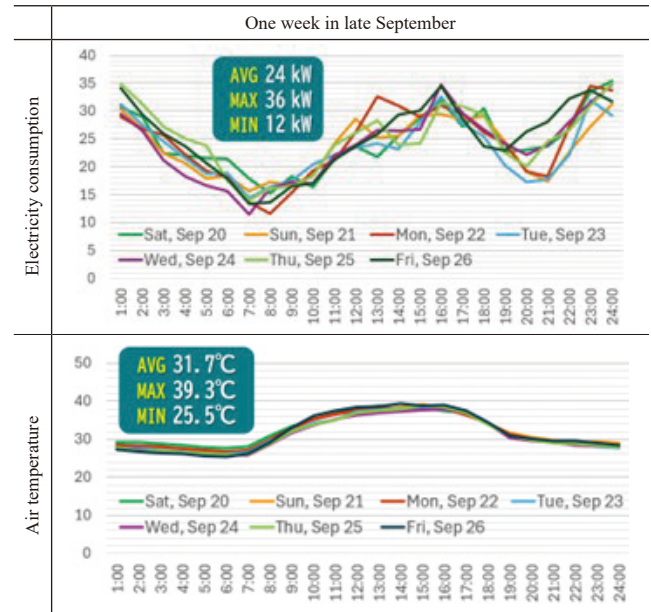 One week in late September
Electricity consumption
40
35
30
25
20
15
10
5
0
AVG 24 kW
MAX 36 kW
MIN 12 kW
Sat, Sep 20 Sun, Sep 21 Mon, Sep 22 Tue, Sep 23
Wed, Sep 24 Thu, Sep 25 Fri, Sep 26
1:00 2:00 3:00 4:00 5:00 6:00 7:00 8:00 9:00 10:00 11:00 12:00 13:00 14:00 15:00 16:00 17:00 18:00 19:00 20:00 21:00 22:00 23:00 24:00
Air temperature
50
40
30
20
10
0
AVG 31.7℃
MAX 39.3℃
MIN 25.5℃
Sat, Sep 20 Sun, Sep 21 Mon, Sep 22 Tue, Sep 23
Wed, Sep 24 Thu, Sep 25 Fri, Sep 26
1:00 2:00 3:00 4:00 5:00 6:00 7:00 8:00 9:00 10:00 11:00 12:00 13:00 14:00 15:00 16:00 17:00 18:00 19:00 20:00 21:00 22:00 23:00 24:00